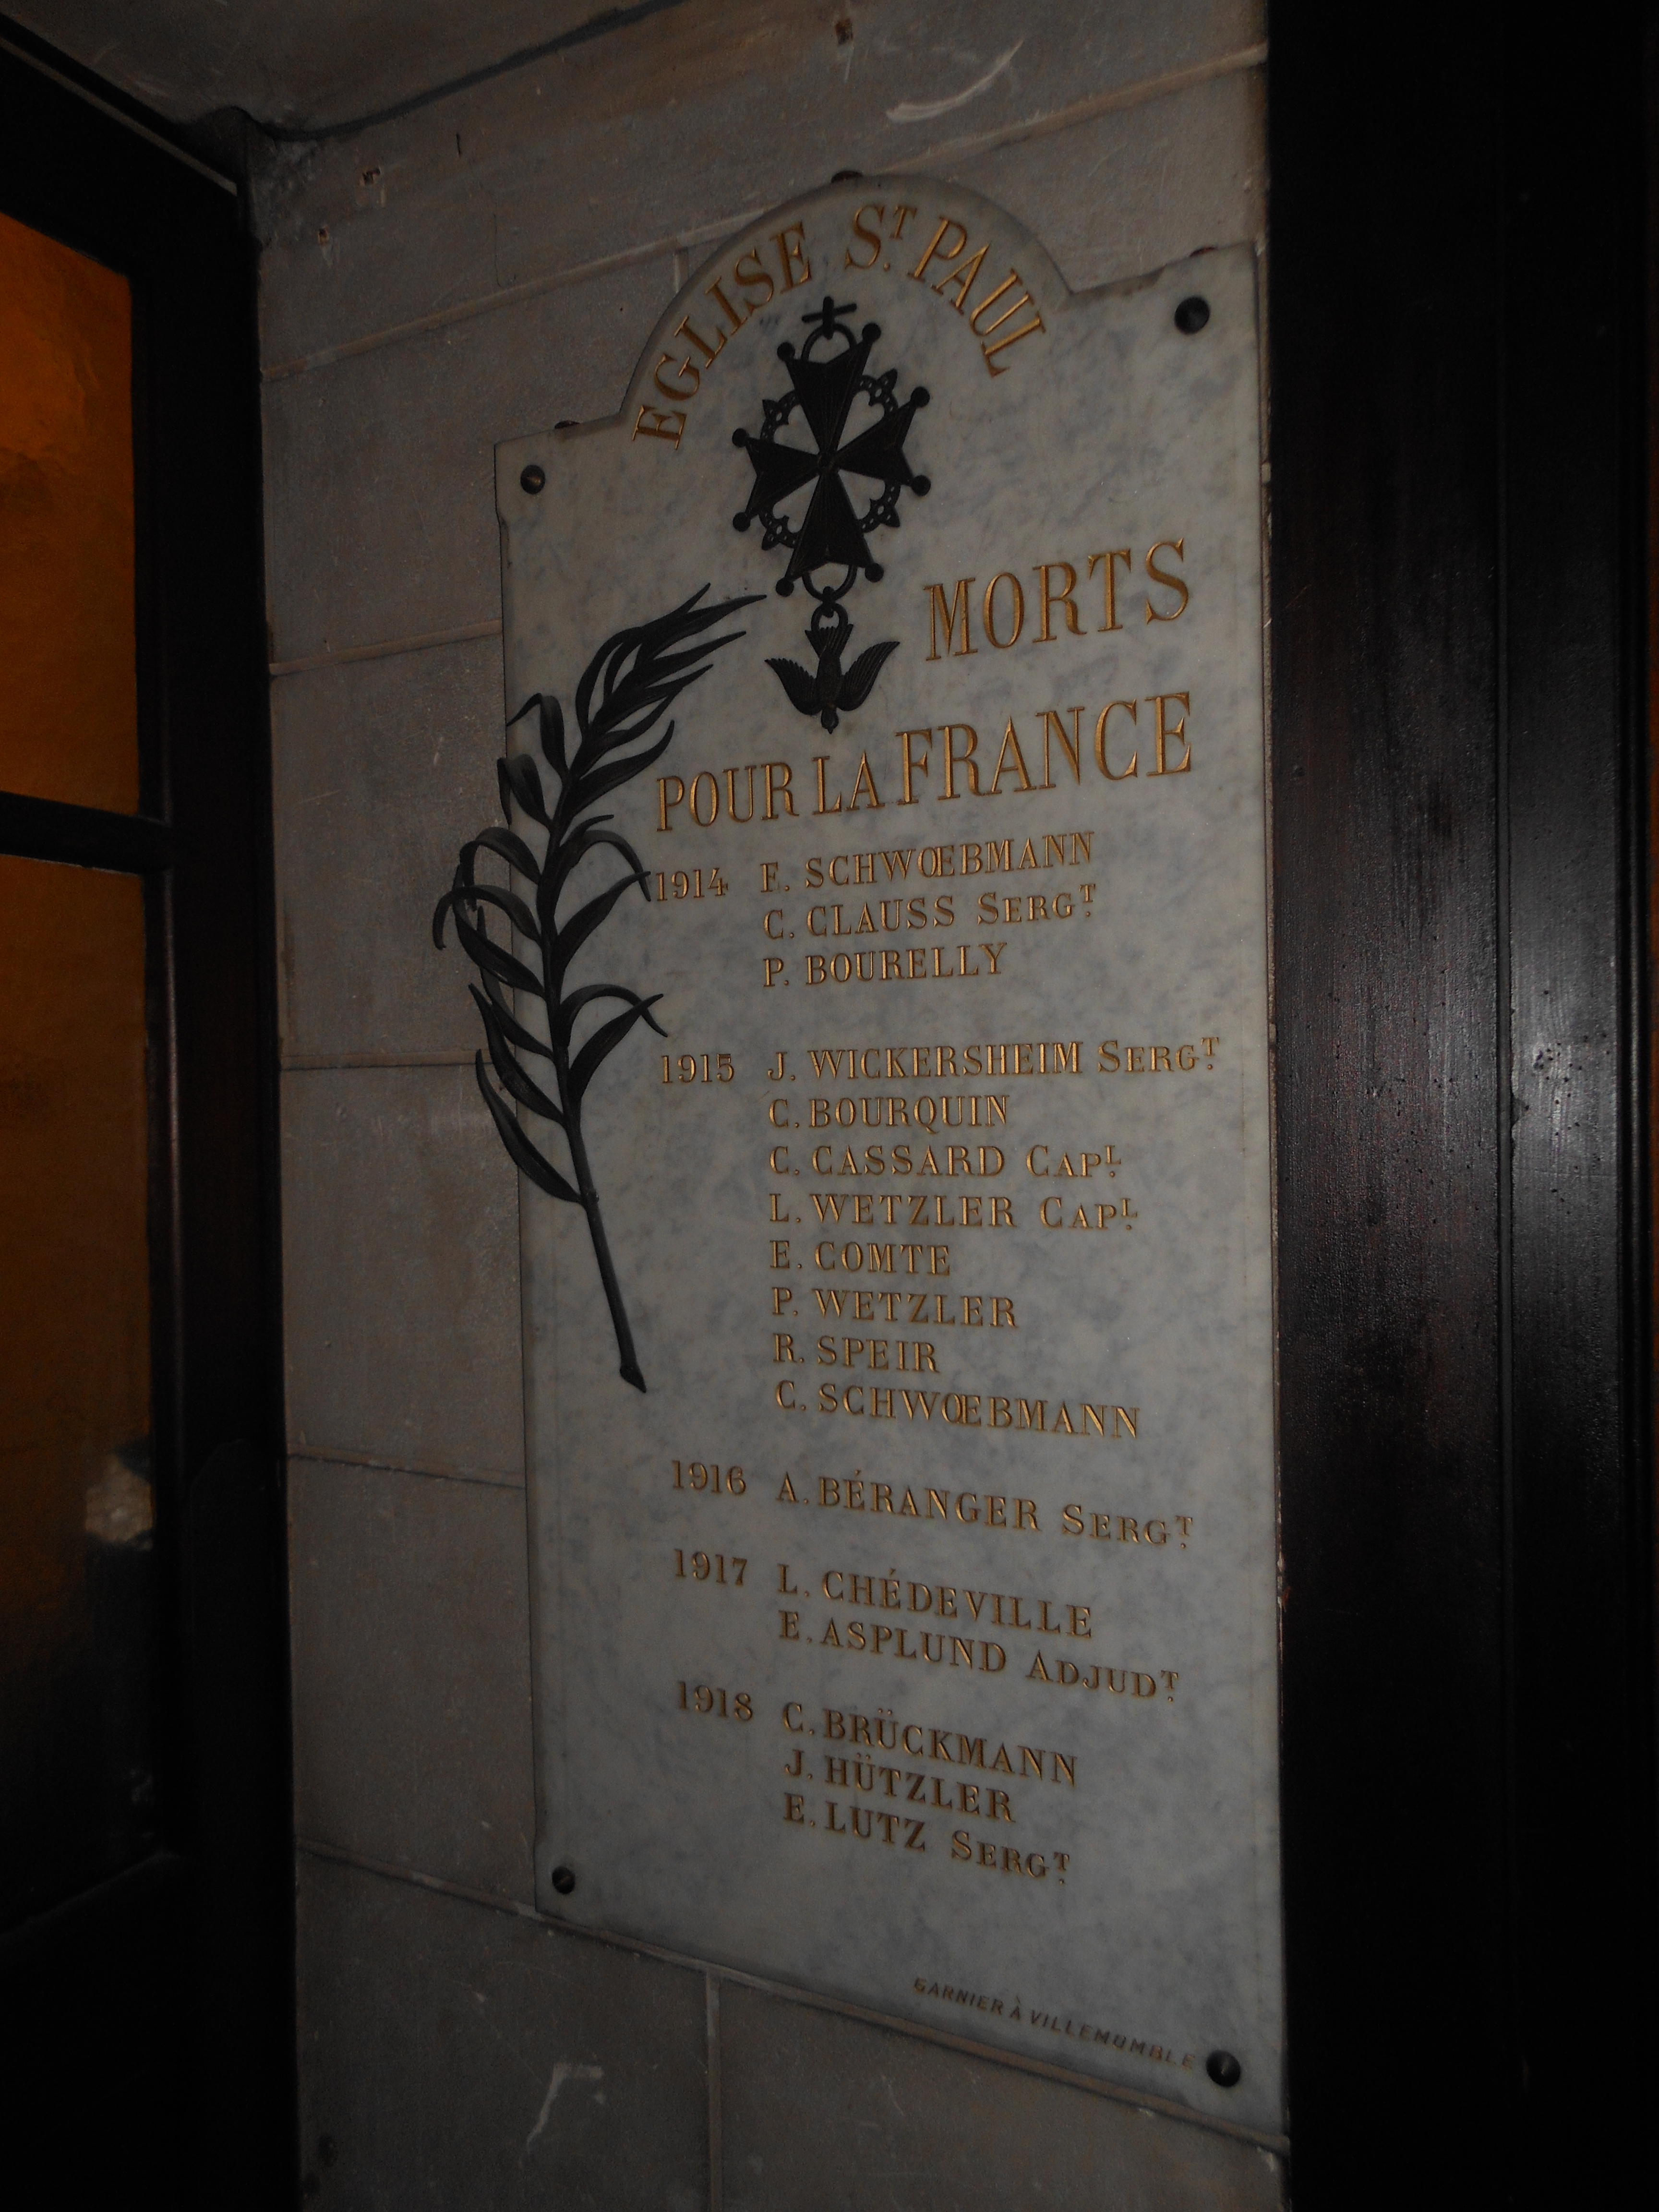 EGLISE ST. PAUL
MORTS
POUR LA FRANCE
1914 F. SCHWŒBMANN
C. CLAUSS SERGT.
P. BOURELLY
1915 J. WICKERSHEIM SERGT.
C. BOURQUIN
C. CASSARD CAPL.
L. WETZLER CAPL.
E. COMTE
P. WETZLER
R. SPEIR
C. SCHWŒBMANN
1916 A. BÉRANGER SERGT.
1917 L. CHÉDEVILLE
E. ASPLUND ADJUDT.
1918 C. BRÜCKMANN
J. HÜTZLER
E. LUTZ SERGT.
GARNIER À VILLEMOMBLE